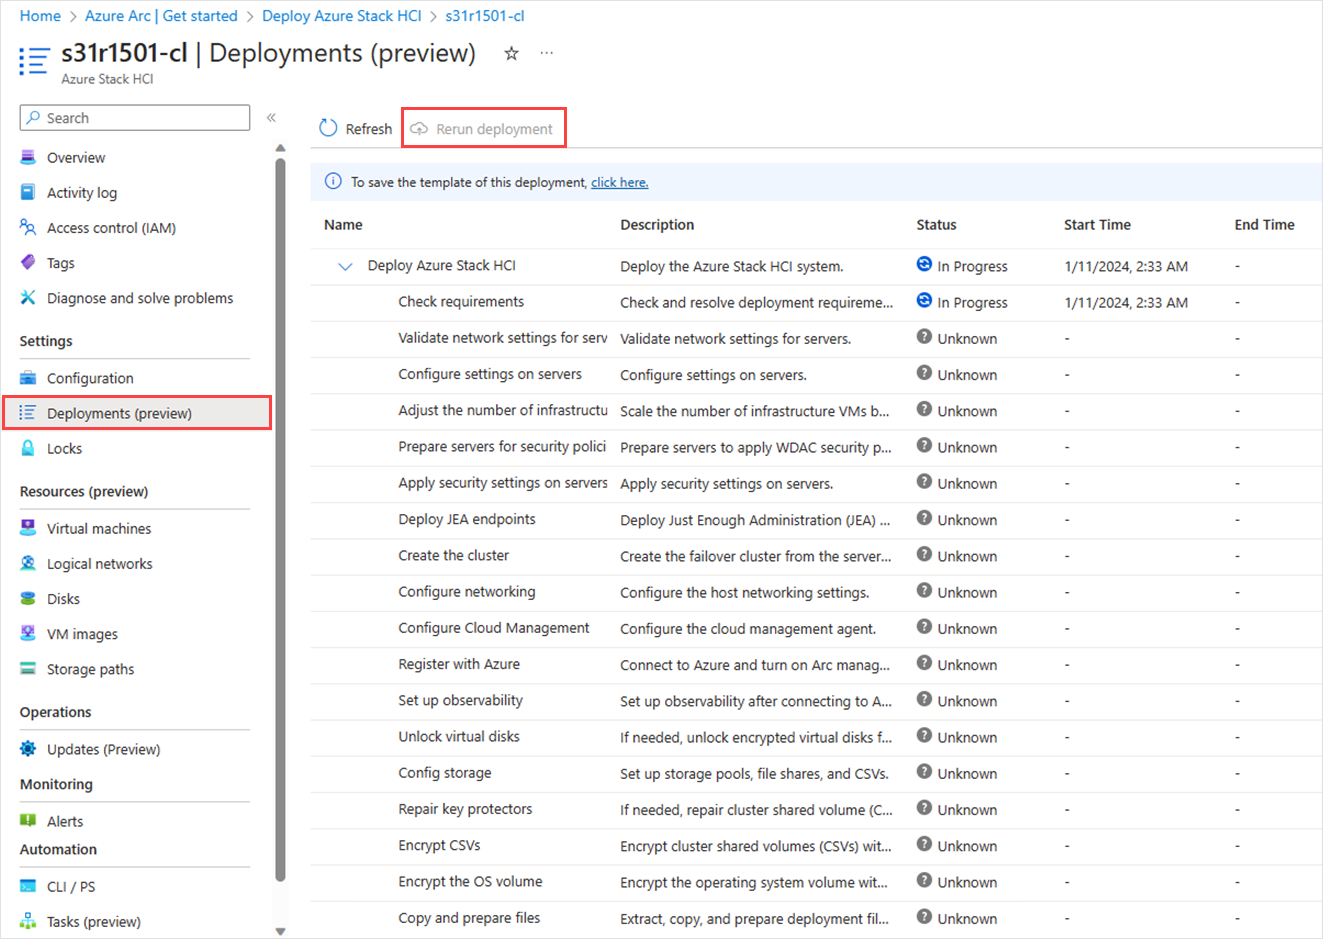 Home > Azure Arc | Get started > Deploy Azure Stack HCI > s31r1501-cl
s31r1501-cl | Deployments (preview) ☆ ...
Azure Stack HCI
Search «
Overview
Activity log
Access control (IAM)
Tags
Diagnose and solve problems
Settings
Configuration
Deployments (preview)
Locks
Resources (preview)
Virtual machines
Logical networks
Disks
VM images
Storage paths
Operations
Updates (Preview)
Monitoring
Alerts
Automation
CLI / PS
Tasks (preview)
Refresh Rerun deployment
To save the template of this deployment, click here.
Name Description Status Start Time End Time
Deploy Azure Stack HCI Deploy the Azure Stack HCI system. In Progress 1/11/2024, 2:33 AM -
Check requirements Check and resolve deployment requireme... In Progress 1/11/2024, 2:33 AM -
Validate network settings for serv Validate network settings for servers. Unknown - -
Configure settings on servers Configure settings on servers. Unknown - -
Adjust the number of infrastructu Scale the number of infrastructure VMs b... Unknown - -
Prepare servers for security polici Prepare servers to apply WDAC security p... Unknown - -
Apply security settings on servers Apply security settings on servers. Unknown - -
Deploy JEA endpoints Deploy Just Enough Administration (JEA) ... Unknown - -
Create the cluster Create the failover cluster from the server... Unknown - -
Configure networking Configure the host networking settings. Unknown - -
Configure Cloud Management Configure the cloud management agent. Unknown - -
Register with Azure Connect to Azure and turn on Arc manag... Unknown - -
Set up observability Set up observability after connecting to A... Unknown - -
Unlock virtual disks If needed, unlock encrypted virtual disks f... Unknown - -
Config storage Set up storage pools, file shares, and CSVs. Unknown - -
Repair key protectors If needed, repair cluster shared volume (C... Unknown - -
Encrypt CSVs Encrypt cluster shared volumes (CSVs) wit... Unknown - -
Encrypt the OS volume Encrypt the operating system volume wit... Unknown - -
Copy and prepare files Extract, copy, and prepare deployment fil... Unknown - -